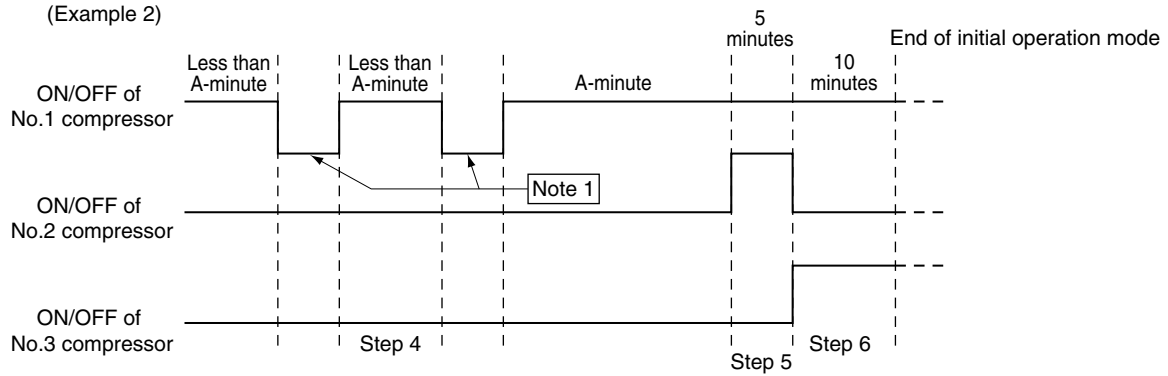 (Example 2)
5
minutes
End of initial operation mode
Less than
A-minute
Less than
A-minute
A-minute
10
minutes
ON/OFF of
No.1 compressor
Note 1
ON/OFF of
No.2 compressor
ON/OFF of
No.3 compressor
Step 4
Step 5
Step 6